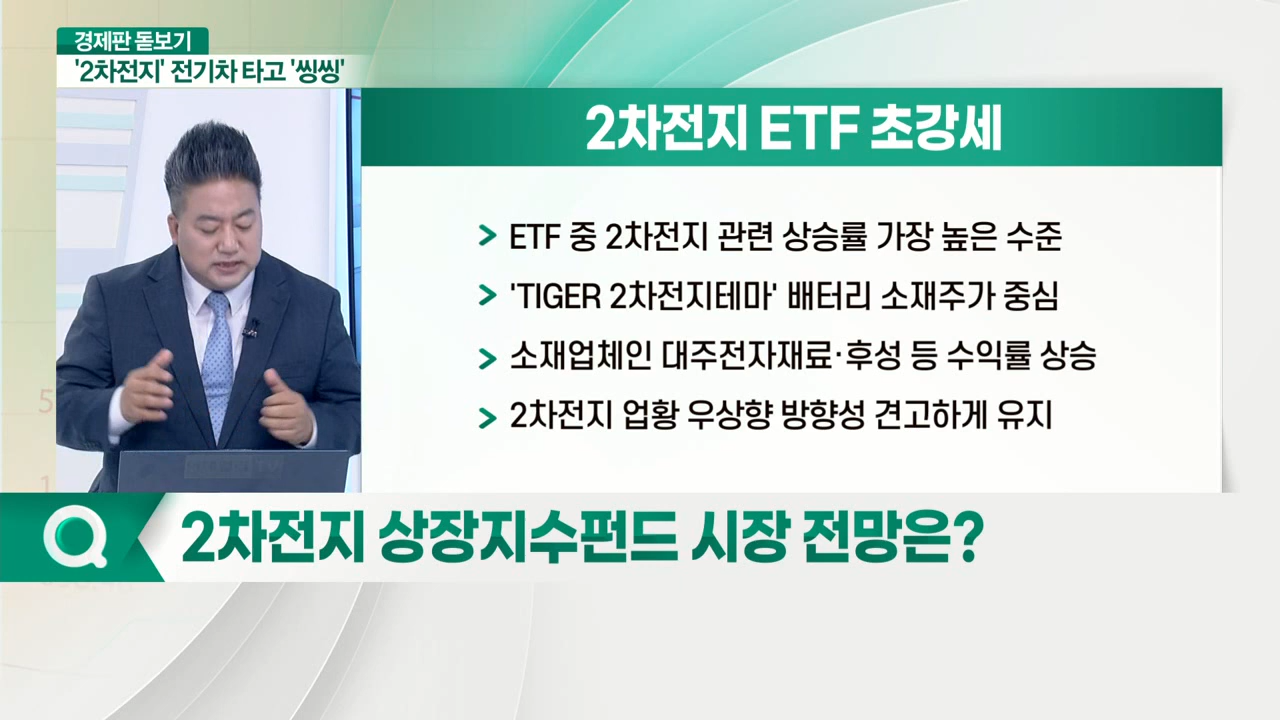 경제판 돋보기
'2차전지' 전기차 타고 '씽씽'
2차전지 ETF 초강세
> ETF 중 2차전지 관련 상승률 가장 높은 수준
> 'TIGER 2차전지테마' 배터리 소재주가 중심
> 소재업체인 대주전자재료·후성 등 수익률 상승
> 2차전지 업황 우상향 방향성 견고하게 유지
Q 2차전지 상장지수펀드 시장 전망은?